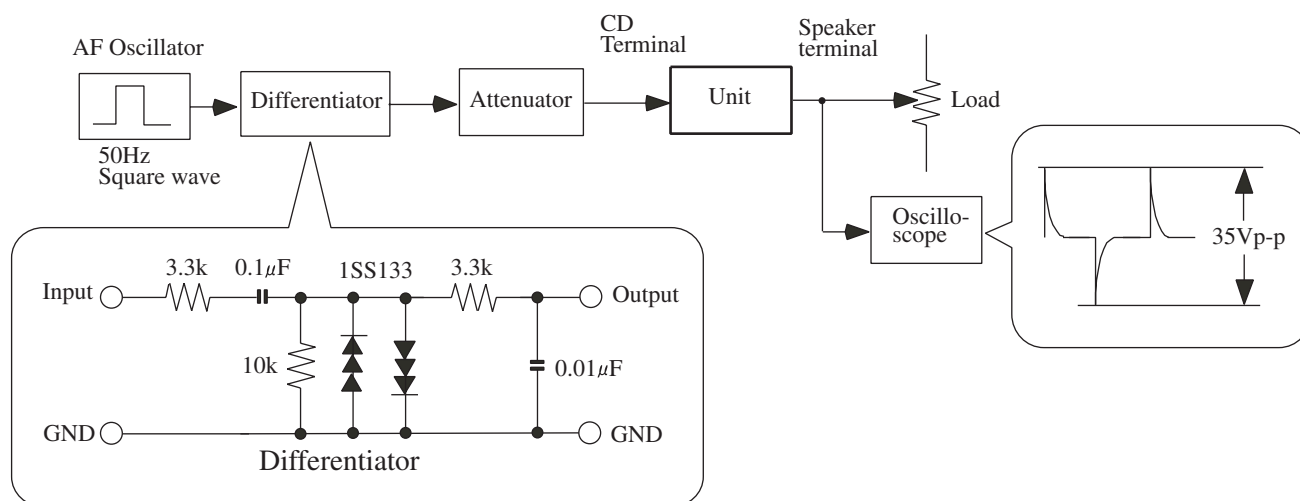 AF Oscillator
50Hz
Square wave
Differentiator
Attenuator
CD
Terminal
Unit
Speaker
terminal
Load
Oscillo-
scope
35Vp-p
Input
3.3k
0.1μF
1SS133
3.3k
Output
10k
0.01μF
GND
GND
Differentiator